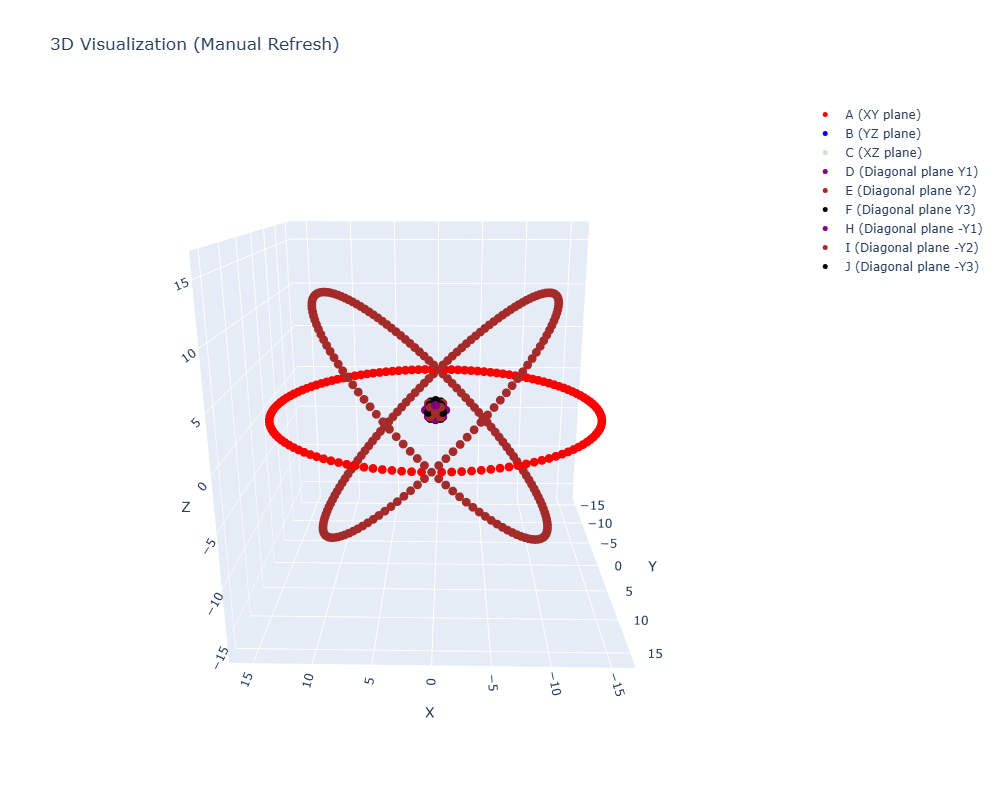 3D Visualization (Manual Refresh)
A (XY plane)
B (YZ plane)
C (XZ plane)
D (Diagonal plane Y1)
E (Diagonal plane Y2)
F (Diagonal plane Y3)
H (Diagonal plane -Y1)
I (Diagonal plane -Y2)
J (Diagonal plane -Y3)
15
10
5
0
Z
−5
−10
−15
−15
−10
−5
0
Y
5
10
15
15
10
5
0
−5
−10
−15
X